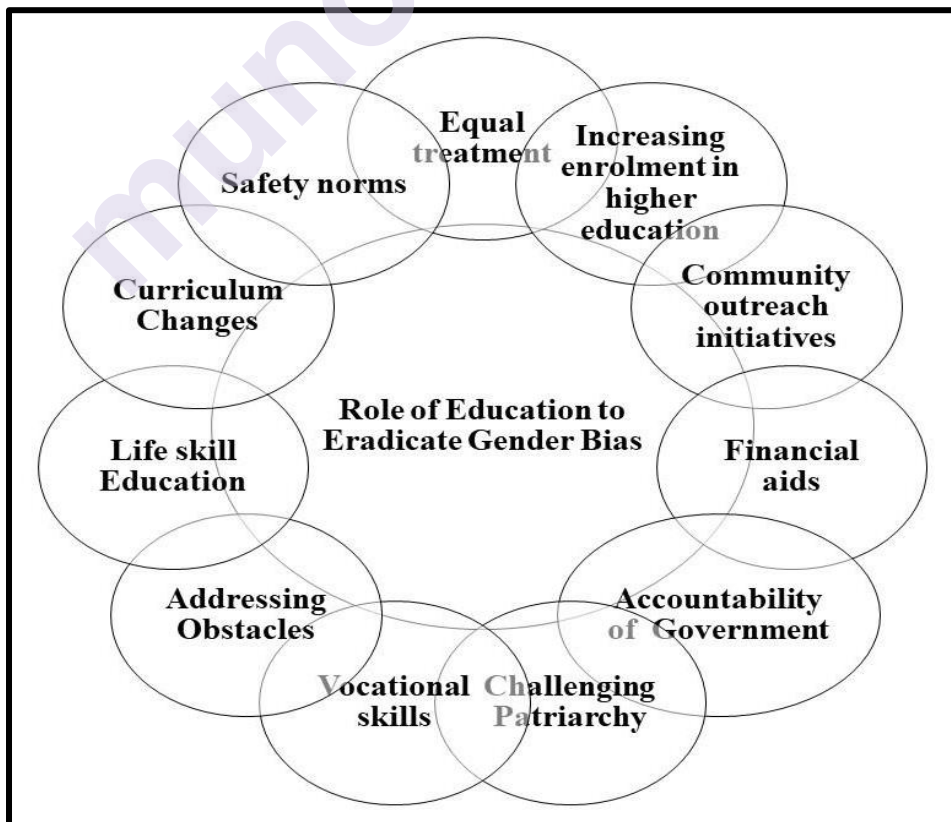 Equal
treatment
Increasing
enrolment in
higher
education
Community
outreach
initiatives
Financial
aids
Accountability
of Government
Challenging
Patriarchy
Vocational
skills
Addressing
Obstacles
Life skill
Education
Curriculum
Changes
Safety norms
Role of Education to
Eradicate Gender Bias